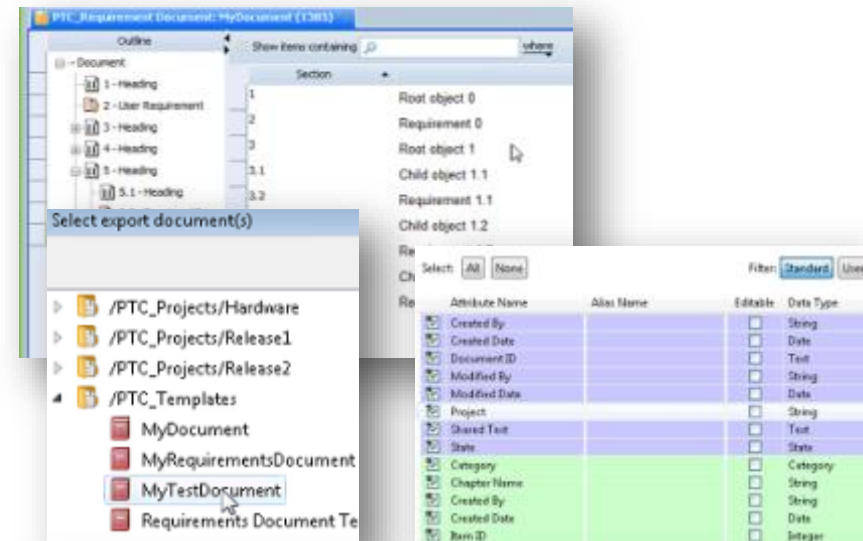 PTC_Requirement Document: MyDocument (1381)
Outline
Show items containing
where
- Document
1 - Heading
2 - User Requirement
3 - Heading
4 - Heading
5 - Heading
5.1 - Heading
Section
1 Root object 0
2 Requirement 0
3 Root object 1
3.1 Child object 1.1
3.2 Requirement 1.1
Child object 1.2
Re
Ch
Re
Select export document(s)
/PTC_Projects/Hardware
/PTC_Projects/Release1
/PTC_Projects/Release2
/PTC_Templates
MyDocument
MyRequirementsDocument
MyTestDocument
Requirements Document Te
Select: All None Filter: Standard User
Attribute Name Alias Name Editable Data Type
Created By String
Created Date Date
Document ID Text
Modified By String
Modified Date Date
Project String
Shared Text Text
State State
Category Category
Chapter Name String
Created By String
Created Date Date
Item ID Integer